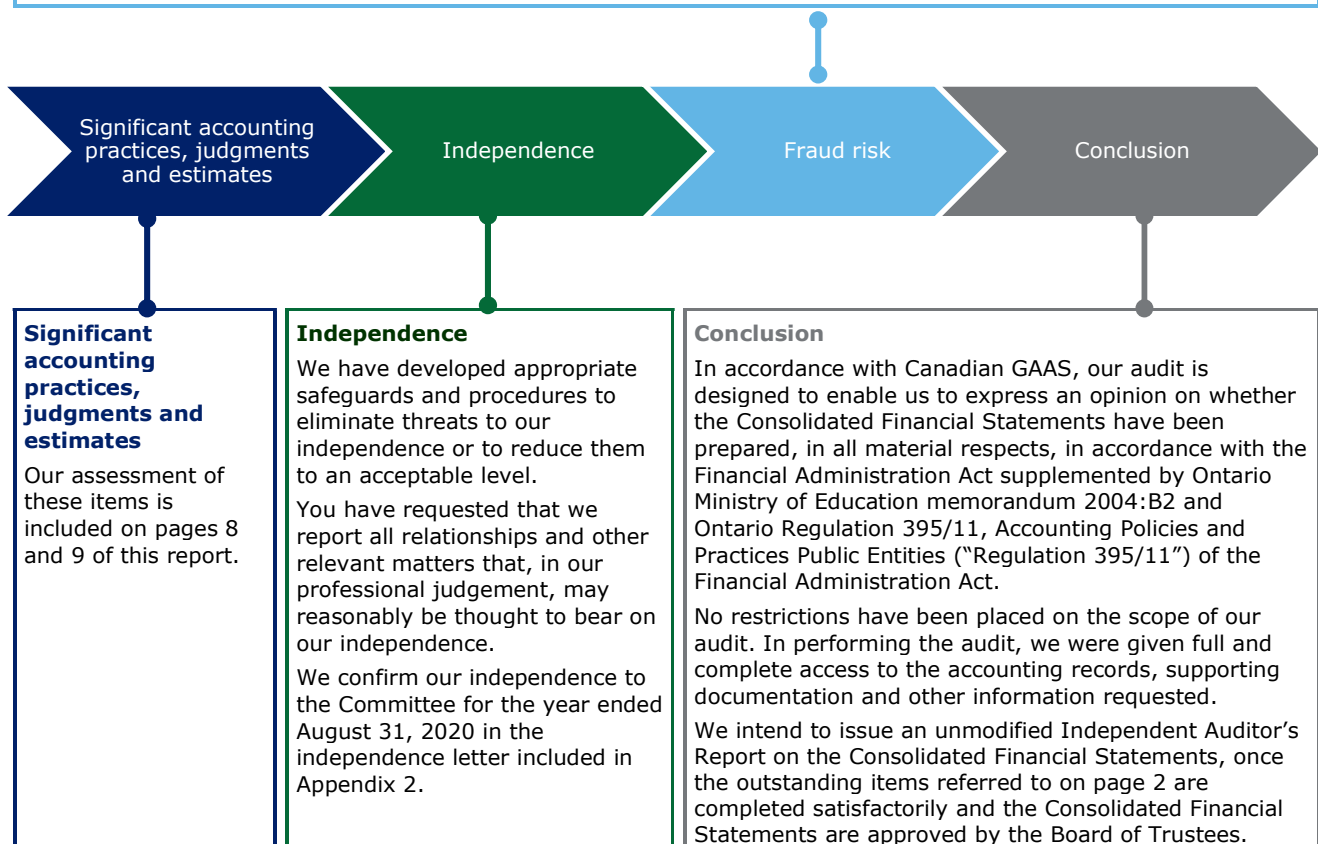 Significant accounting
practices, judgments
and estimates
Independence
Fraud risk
Conclusion
Significant
accounting
practices,
judgments and
estimates
Our assessment of
these items is
included on pages 8
and 9 of this report.
Independence
We have developed appropriate
safeguards and procedures to
eliminate threats to our
independence or to reduce them
to an acceptable level.
You have requested that we
report all relationships and other
relevant matters that, in our
professional judgement, may
reasonably be thought to bear on
our independence.
We confirm our independence to
the Committee for the year ended
August 31, 2020 in the
independence letter included in
Appendix 2.
Conclusion
In accordance with Canadian GAAS, our audit is
designed to enable us to express an opinion on whether
the Consolidated Financial Statements have been
prepared, in all material respects, in accordance with the
Financial Administration Act supplemented by Ontario
Ministry of Education memorandum 2004:B2 and
Ontario Regulation 395/11, Accounting Policies and
Practices Public Entities (“Regulation 395/11”) of the
Financial Administration Act.
No restrictions have been placed on the scope of our
audit. In performing the audit, we were given full and
complete access to the accounting records, supporting
documentation and other information requested.
We intend to issue an unmodified Independent Auditor’s
Report on the Consolidated Financial Statements, once
the outstanding items referred to on page 2 are
completed satisfactorily and the Consolidated Financial
Statements are approved by the Board of Trustees.